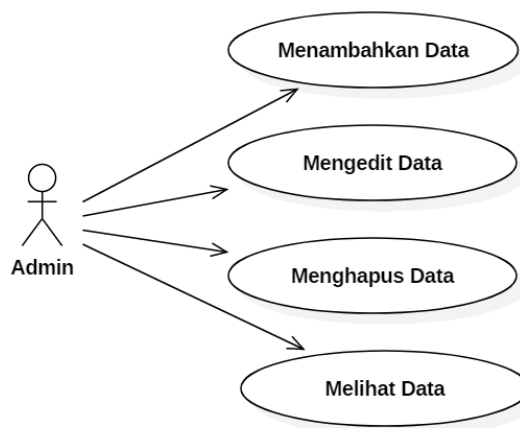 Menambahkan Data
Mengedit Data
Admin
Menghapus Data
Melihat Data